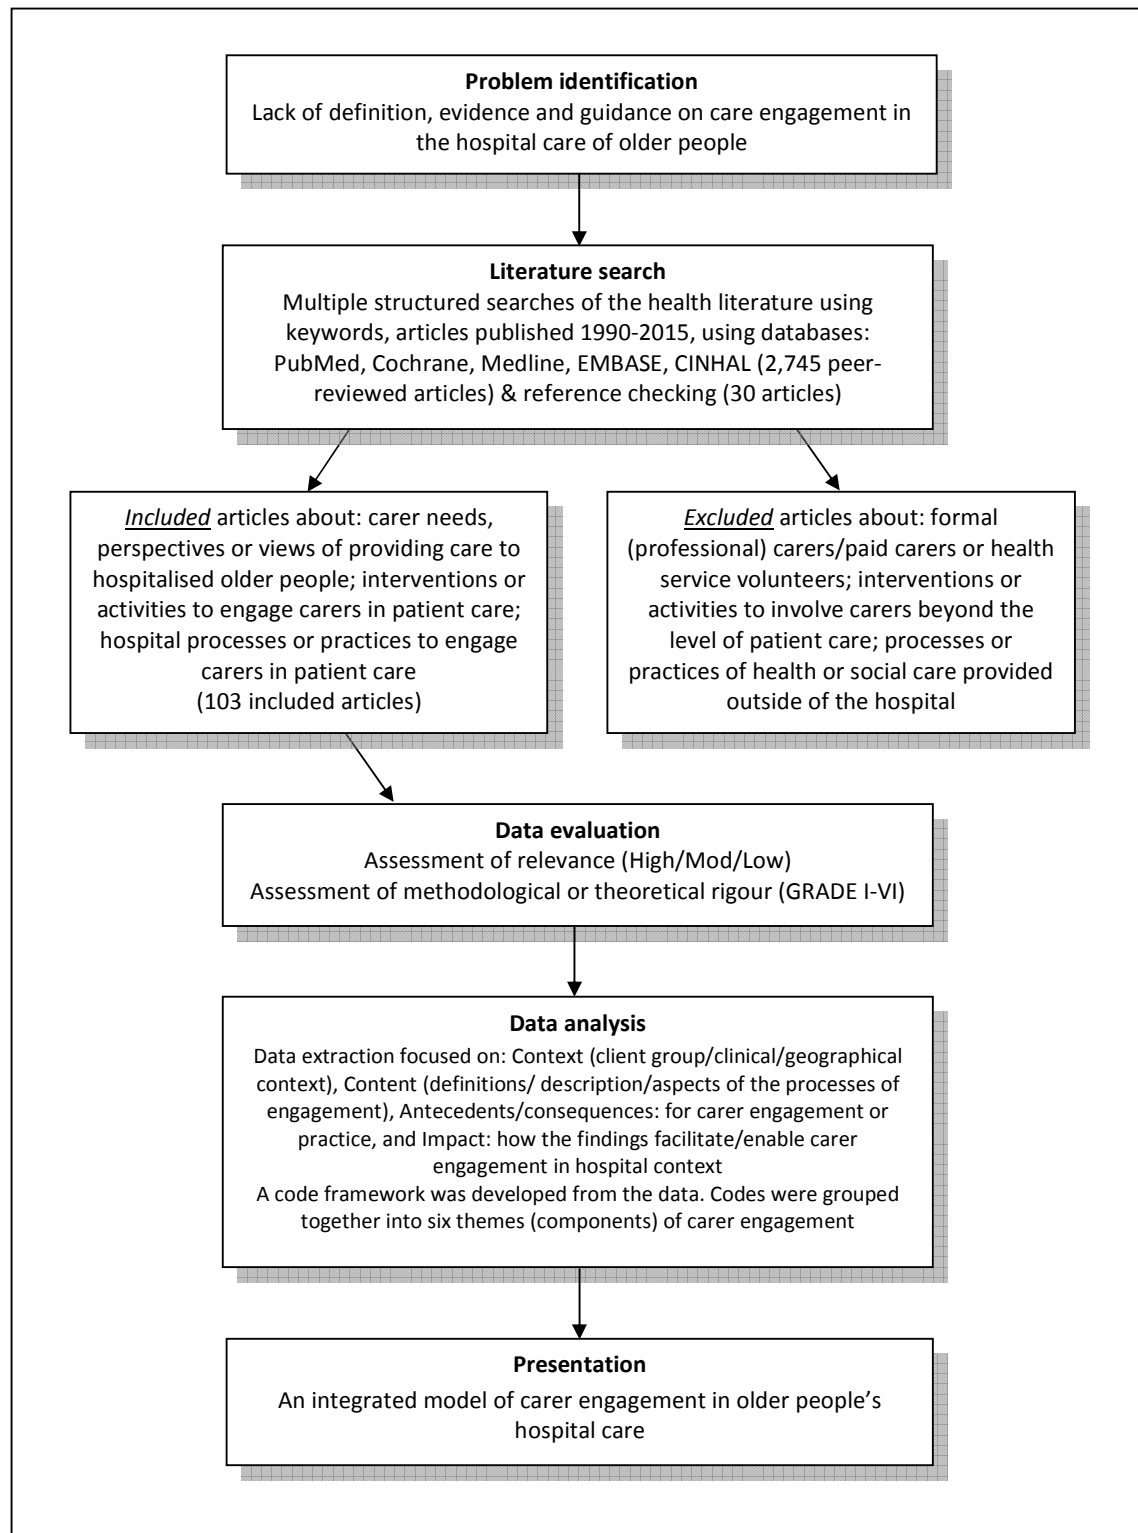 Problem identification
Lack of definition, evidence and guidance on care engagement in
the hospital care of older people
Literature search
Multiple structured searches of the health literature using
keywords, articles published 1990-2015, using databases:
PubMed, Cochrane, Medline, EMBASE, CINHAL (2,745 peer-
reviewed articles) & reference checking (30 articles)
Included articles about: carer needs,
perspectives or views of providing care to
hospitalised older people; interventions or
activities to engage carers in patient care;
hospital processes or practices to engage
carers in patient care
(103 included articles)
Excluded articles about: formal
(professional) carers/paid carers or health
service volunteers; interventions or
activities to involve carers beyond the
level of patient care; processes or
practices of health or social care provided
outside of the hospital
Data evaluation
Assessment of relevance (High/Mod/Low)
Assessment of methodological or theoretical rigour (GRADE I-VI)
Data analysis
Data extraction focused on: Context (client group/clinical/geographical
context), Content (definitions/ description/aspects of the processes of
engagement), Antecedents/consequences: for carer engagement or
practice, and Impact: how the findings facilitate/enable carer
engagement in hospital context
A code framework was developed from the data. Codes were grouped
together into six themes (components) of carer engagement
Presentation
An integrated model of carer engagement in older people's
hospital care